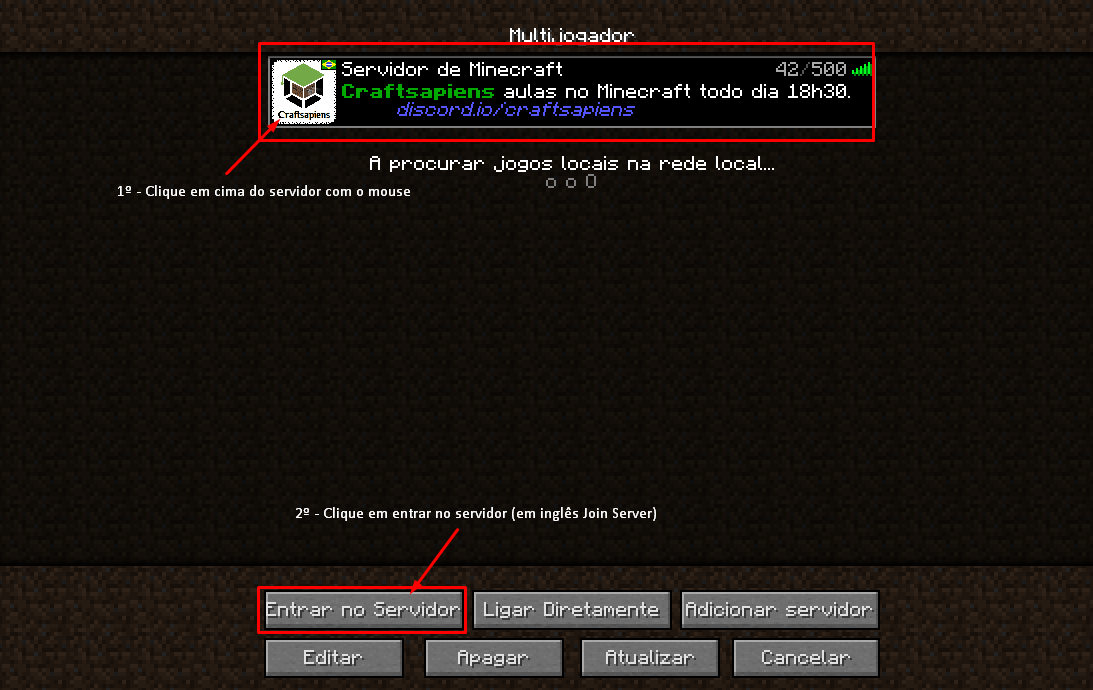 Multijogador
Servidor de Minecraft 42/500
Craftsapiens aulas no Minecraft todo dia 18h30.
discord.io/craftsapiens
Craftsapiens
A procurar jogos locais na rede local...
o o O
1º - Clique em cima do servidor com o mouse
2º - Clique em entrar no servidor (em inglês Join Server)
Entrar no Servidor Ligar Diretamente Adicionar servidor
Editar Apagar Atualizar Cancelar